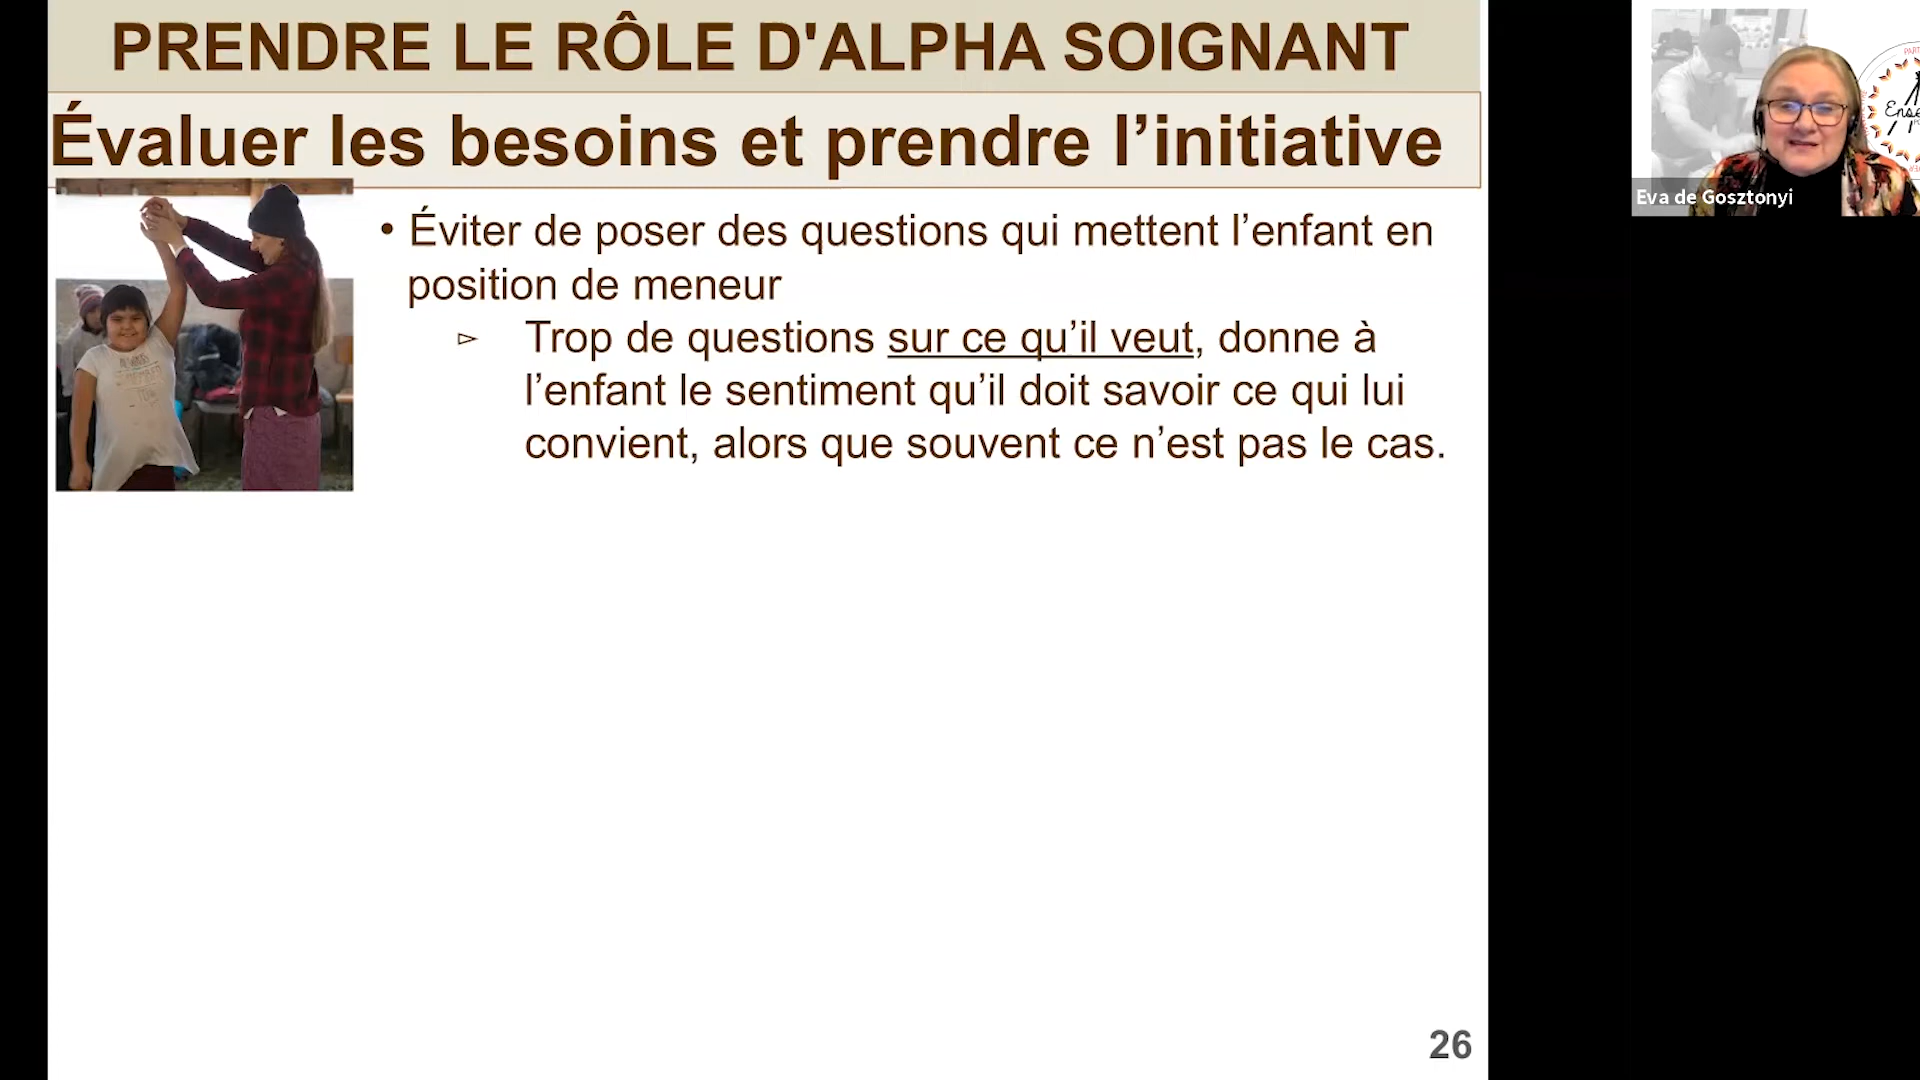 PRENDRE LE RÔLE D'ALPHA SOIGNANT
Évaluer les besoins et prendre l’initiative
• Éviter de poser des questions qui mettent l’enfant en
position de meneur
▻ Trop de questions sur ce qu’il veut, donne à
l’enfant le sentiment qu’il doit savoir ce qui lui
convient, alors que souvent ce n’est pas le cas.
26
Eva de Gosztonyi